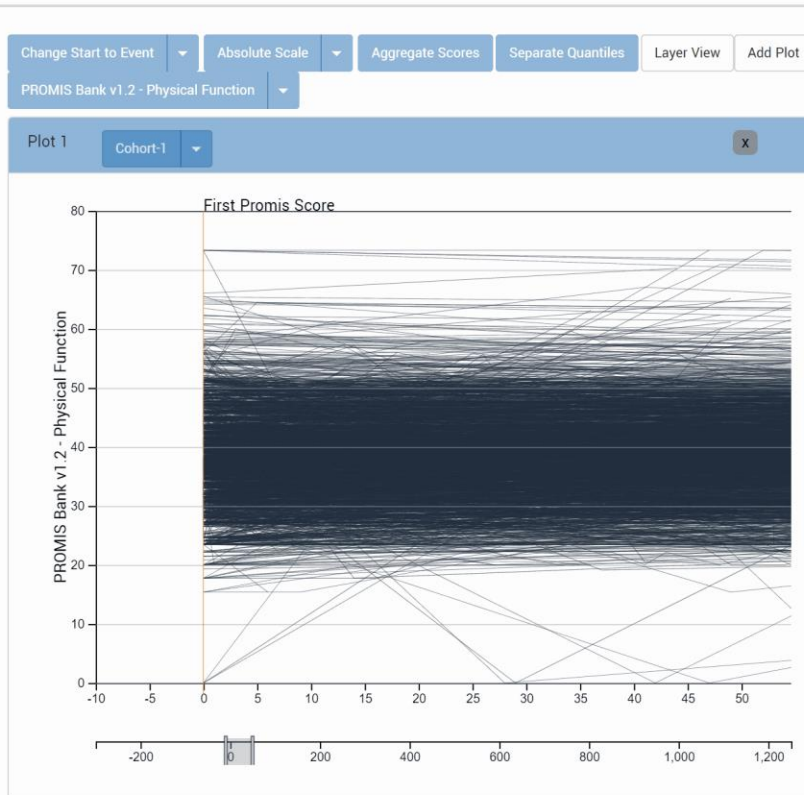 Change Start to Event Absolute Scale Aggregate Scores Separate Quantiles Layer View Add Plot
PROMIS Bank v1.2 - Physical Function
Plot 1 Cohort-1 X
First Promis Score
PROMIS Bank v1.2 - Physical Function
80
70
60
50
40
30
20
10
0
-10 -5 0 5 10 15 20 25 30 35 40 45 50
-200 0 200 400 600 800 1,000 1,200